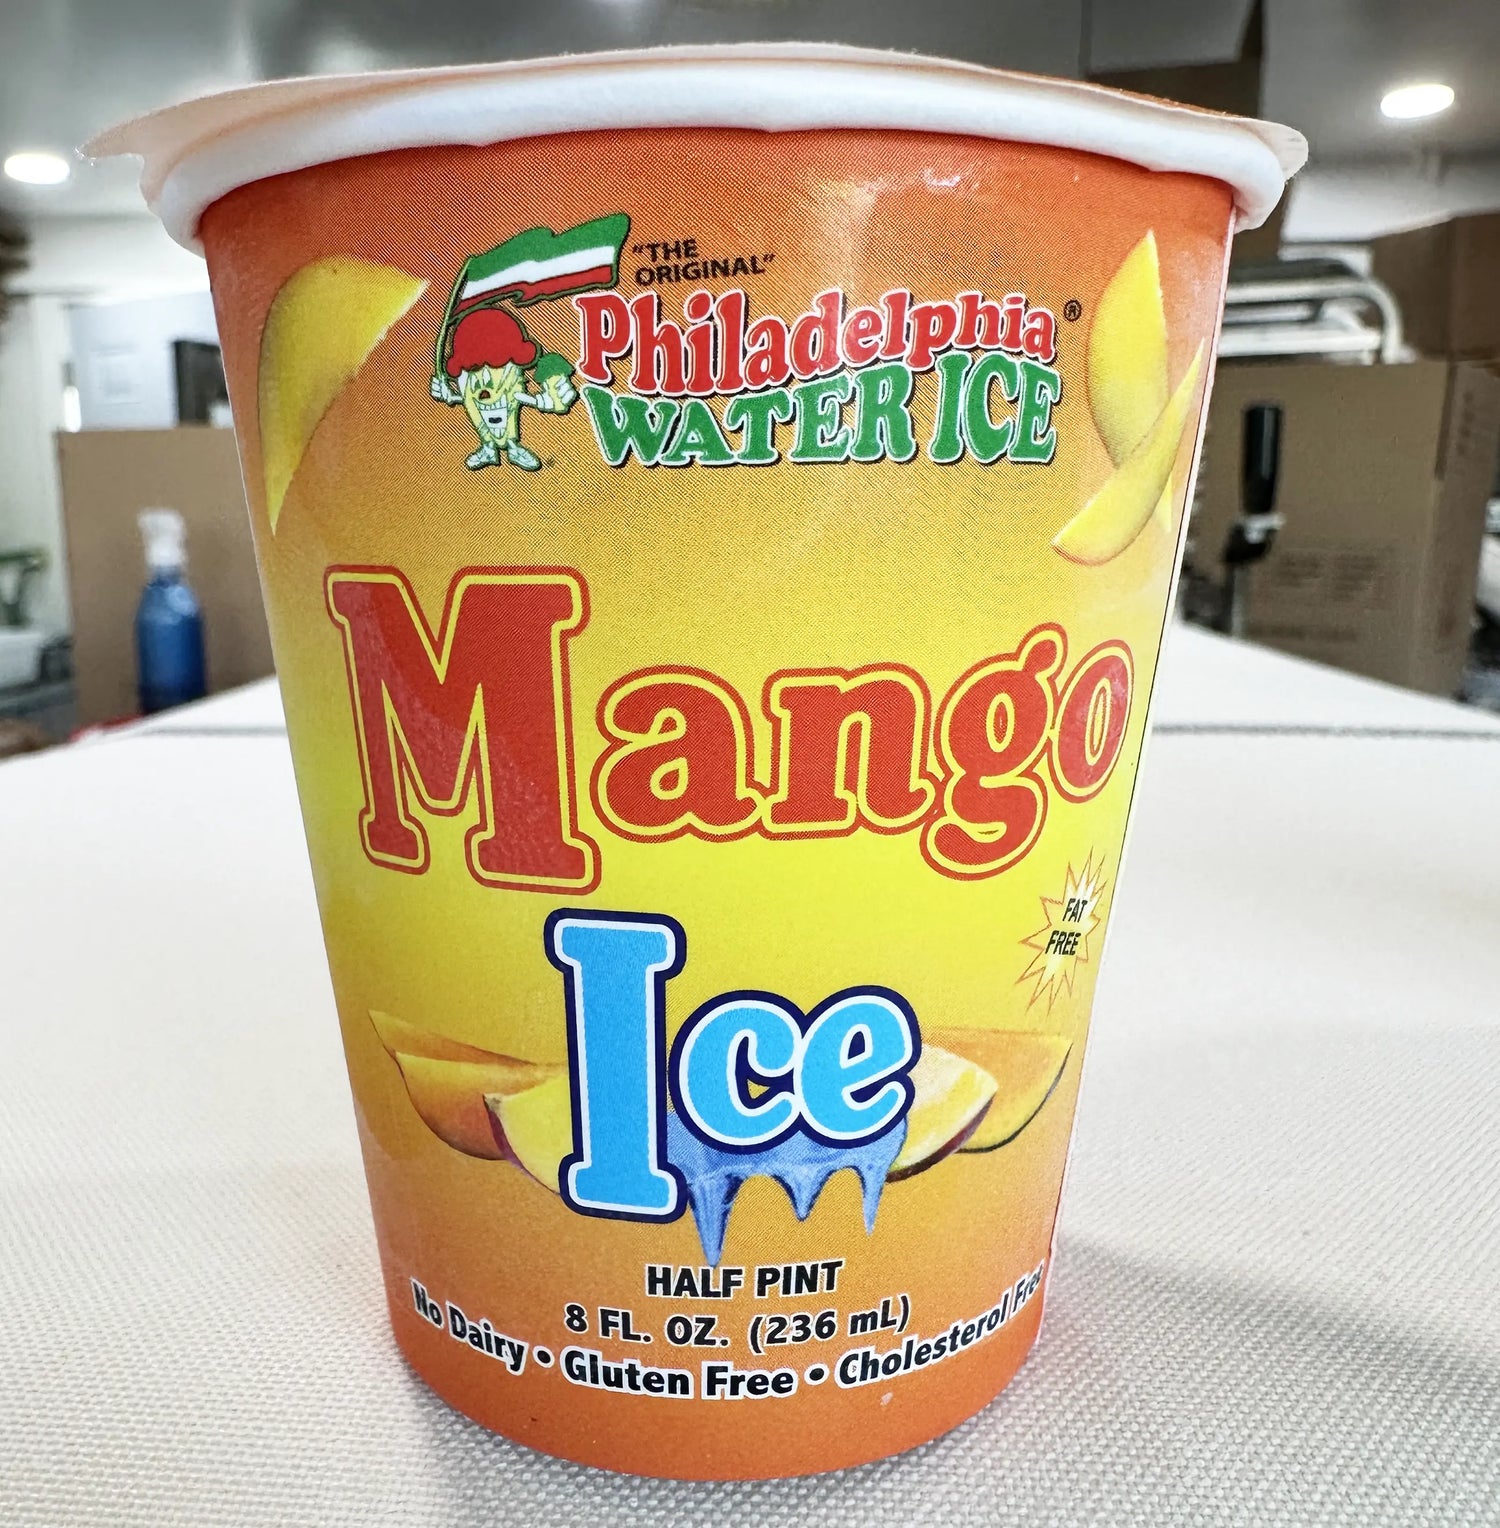 "THE
ORIGINAL"
Philadelphia®
WATER ICE
Mango
Ice
FAT
FREE
HALF PINT
8 FL. OZ. (236 mL)
No Dairy • Gluten Free • Cholesterol Free